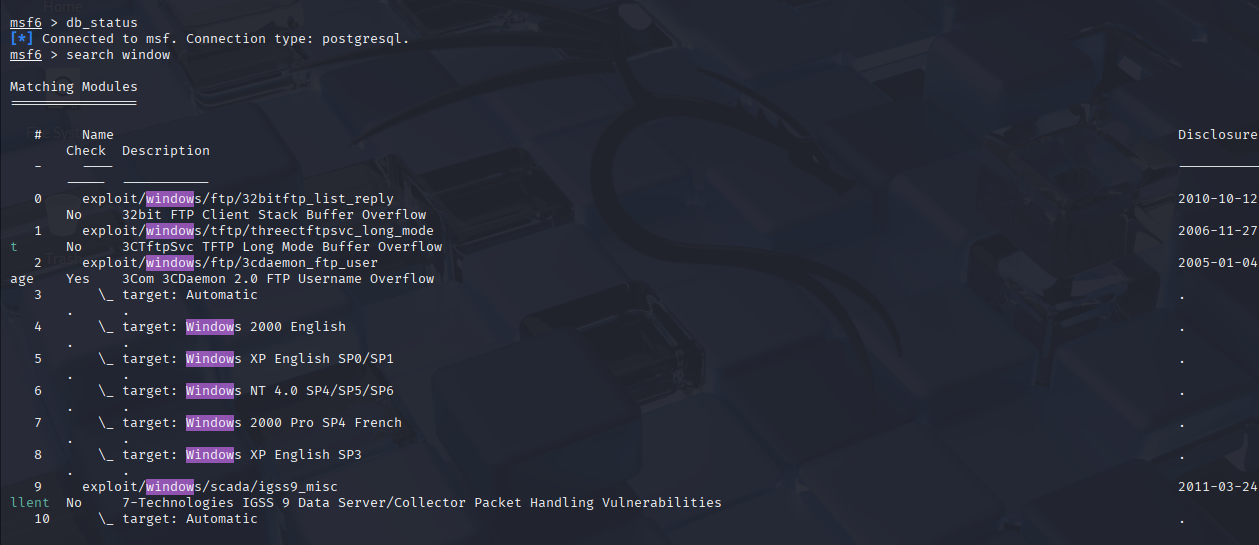 msf6 > db_status
[*] Connected to msf. Connection type: postgresql.
msf6 > search window
Matching Modules
================
# Name Disclosure
Check Description
- ---- ----------
----- -----------
0 exploit/windows/ftp/32bitftp_list_reply 2010-10-12
No 32bit FTP Client Stack Buffer Overflow
1 exploit/windows/tftp/threectftpsvc_long_mode 2006-11-27
t No 3CTftpSvc TFTP Long Mode Buffer Overflow
2 exploit/windows/ftp/3cdaemon_ftp_user 2005-01-04
age Yes 3Com 3CDaemon 2.0 FTP Username Overflow
3 \_ target: Automatic .
. .
4 \_ target: Windows 2000 English .
. .
5 \_ target: Windows XP English SP0/SP1 .
. .
6 \_ target: Windows NT 4.0 SP4/SP5/SP6 .
. .
7 \_ target: Windows 2000 Pro SP4 French .
. .
8 \_ target: Windows XP English SP3 .
. .
9 exploit/windows/scada/igss9_misc 2011-03-24
llent No 7-Technologies IGSS 9 Data Server/Collector Packet Handling Vulnerabilities
10 \_ target: Automatic .